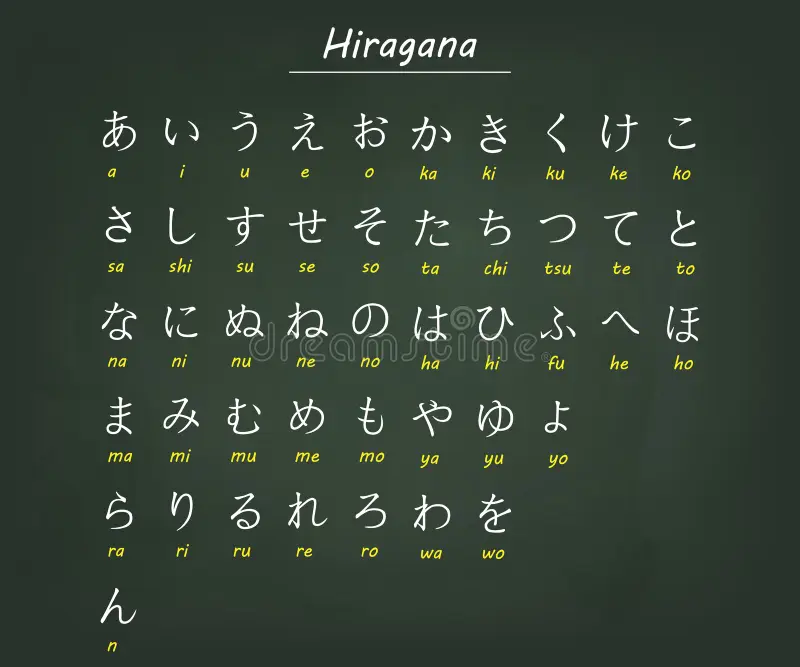 Hiragana
あ い う え お か き く け こ
a i u e o ka ki ku ke ko
さ し す せ そ た ち つ て と
sa shi su se so ta chi tsu te to
な に ぬ ね の は ひ ふ へ ほ
na ni nu ne no ha hi fu he ho
dreamstime.com
ま み む め も や ゆ よ
ma mi mu me mo ya yu yo
ら り る れ ろ わ を
ra ri ru re ro wa wo
ん
n